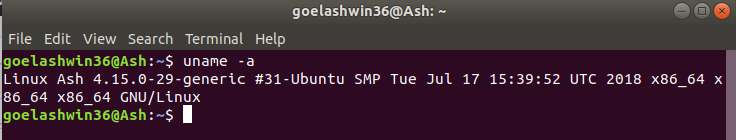 goelashwin36@Ash: ~
File Edit View Search Terminal Help
goelashwin36@Ash:~$ uname -a
Linux Ash 4.15.0-29-generic #31-Ubuntu SMP Tue Jul 17 15:39:52 UTC 2018 x86_64 x
86_64 x86_64 GNU/Linux
goelashwin36@Ash:~$